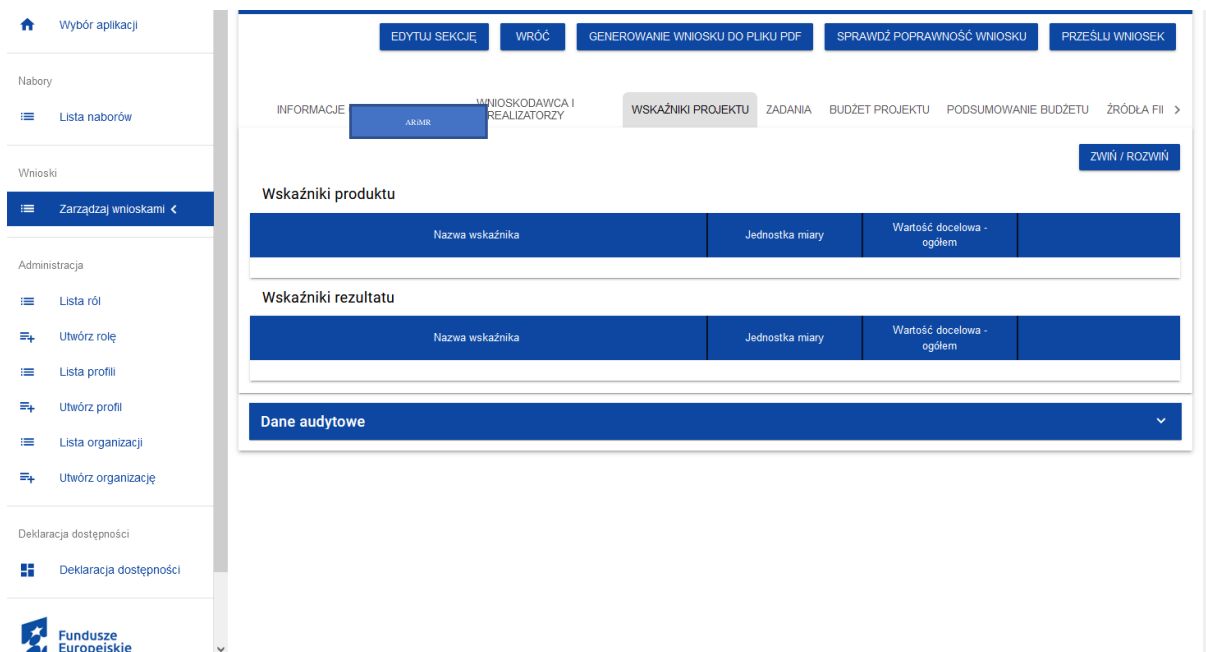 Wybór aplikacji
Nabory
Lista naborów
Wnioski
Zarządzaj wnioskami
Administracja
Lista ról
Utwórz rolę
Lista profili
Utwórz profil
Lista organizacji
Utwórz organizację
Deklaracja dostępności
Deklaracja dostępności
Fundusze
Europejskie
EDYTUJ SEKCJĘ WRÓĆ GENEROWANIE WNIOSKU DO PLIKU PDF SPRAWDŹ POPRAWNOŚĆ WNIOSKU PRZEŚLIJ WNIOSEK
INFORMACJE ARiMR WNIOSKODAWCA I REALIZATORZY WSKAŹNIKI PROJEKTU ZADANIA BUDŻET PROJEKTU PODSUMOWANIE BUDŻETU ŹRÓDŁA FII
ZWIŃ / ROZWIŃ
Wskaźniki produktu
Nazwa wskaźnika Jednostka miary Wartość docelowa - ogółem
Wskaźniki rezultatu
Nazwa wskaźnika Jednostka miary Wartość docelowa - ogółem
Dane audytowe